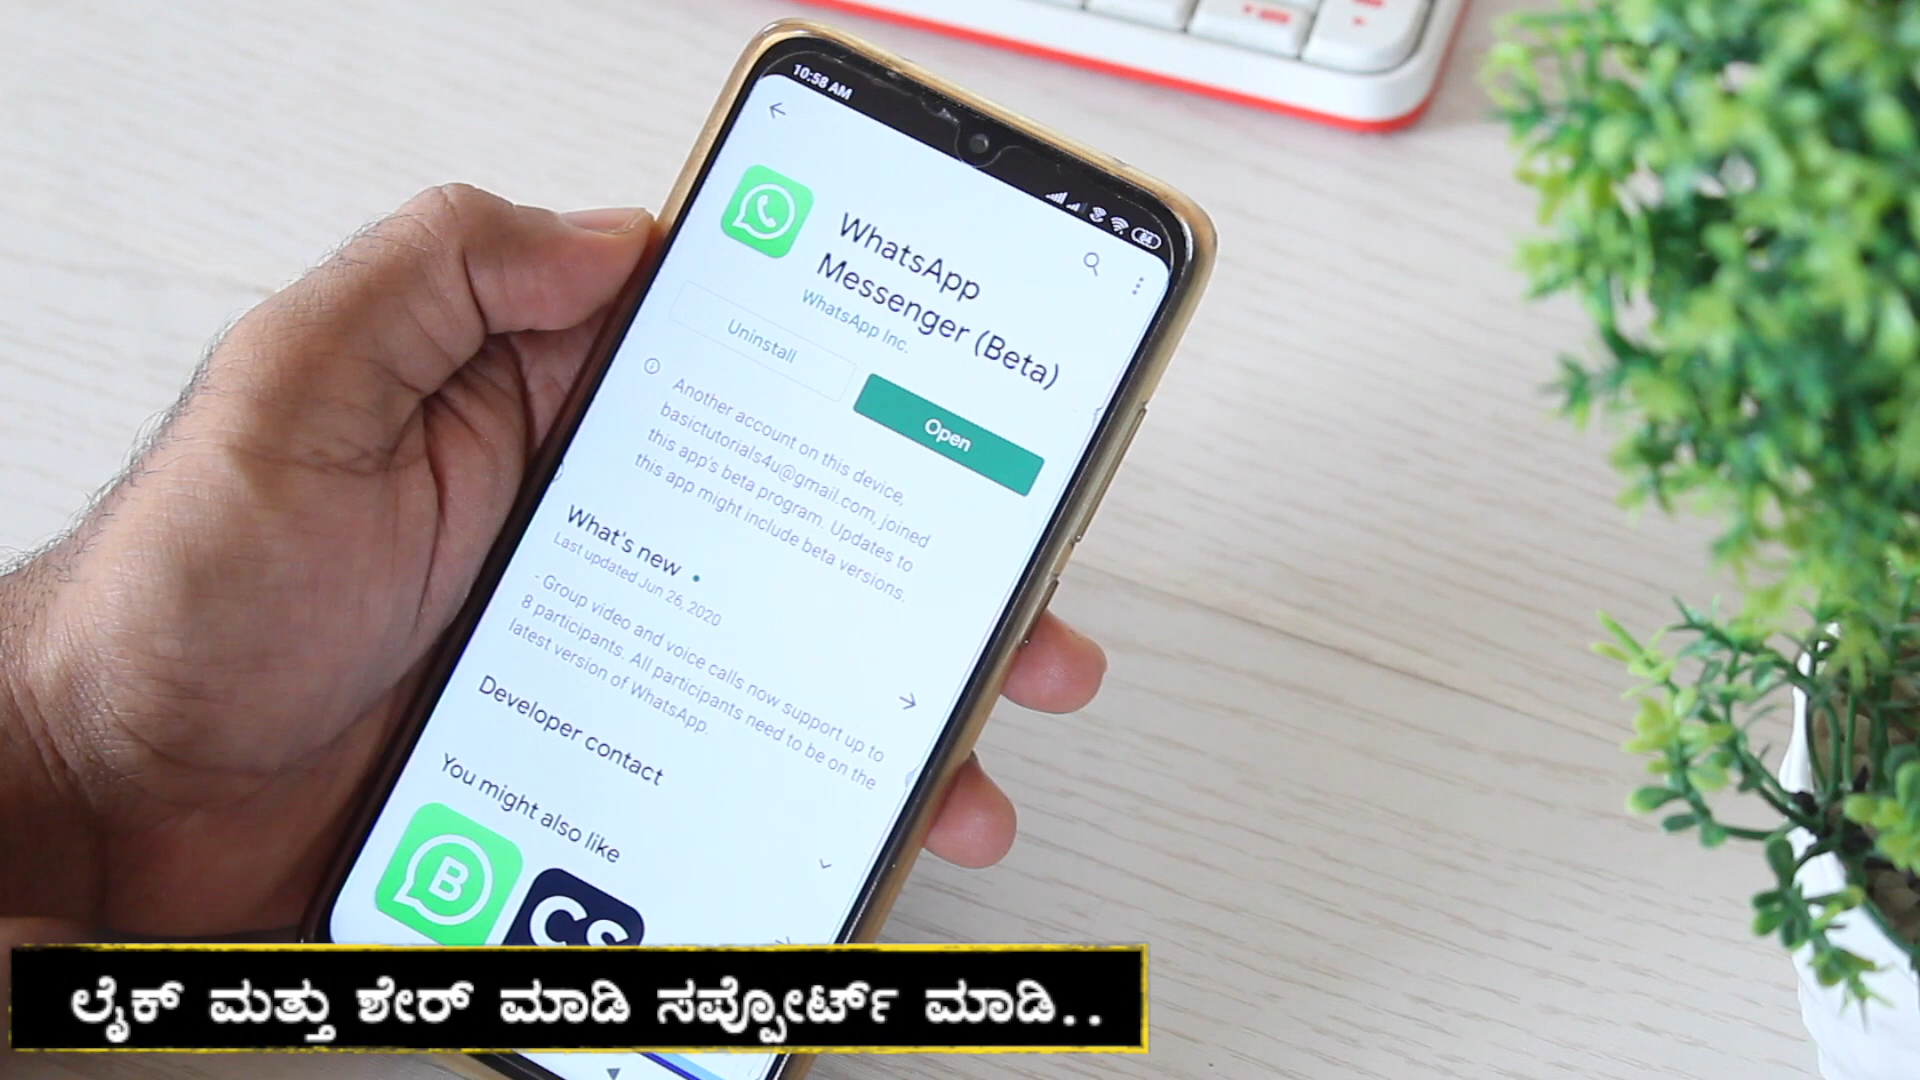 10:58 AM
84
WhatsApp
Messenger (Beta)
WhatsApp Inc.
Uninstall
Open
Another account on this device,
basictutorials4u@gmail.com, joined
this app's beta program. Updates to
this app might include beta versions.
What's new
Last updated Jun 26, 2020
- Group video and voice calls now support up to
8 participants. All participants need to be on the
latest version of WhatsApp.
Developer contact
You might also like
B
CS
ಲೈಕ್ ಮತ್ತು ಶೇರ್ ಮಾಡಿ ಸಪ್ಪೋರ್ಟ್ ಮಾಡಿ..